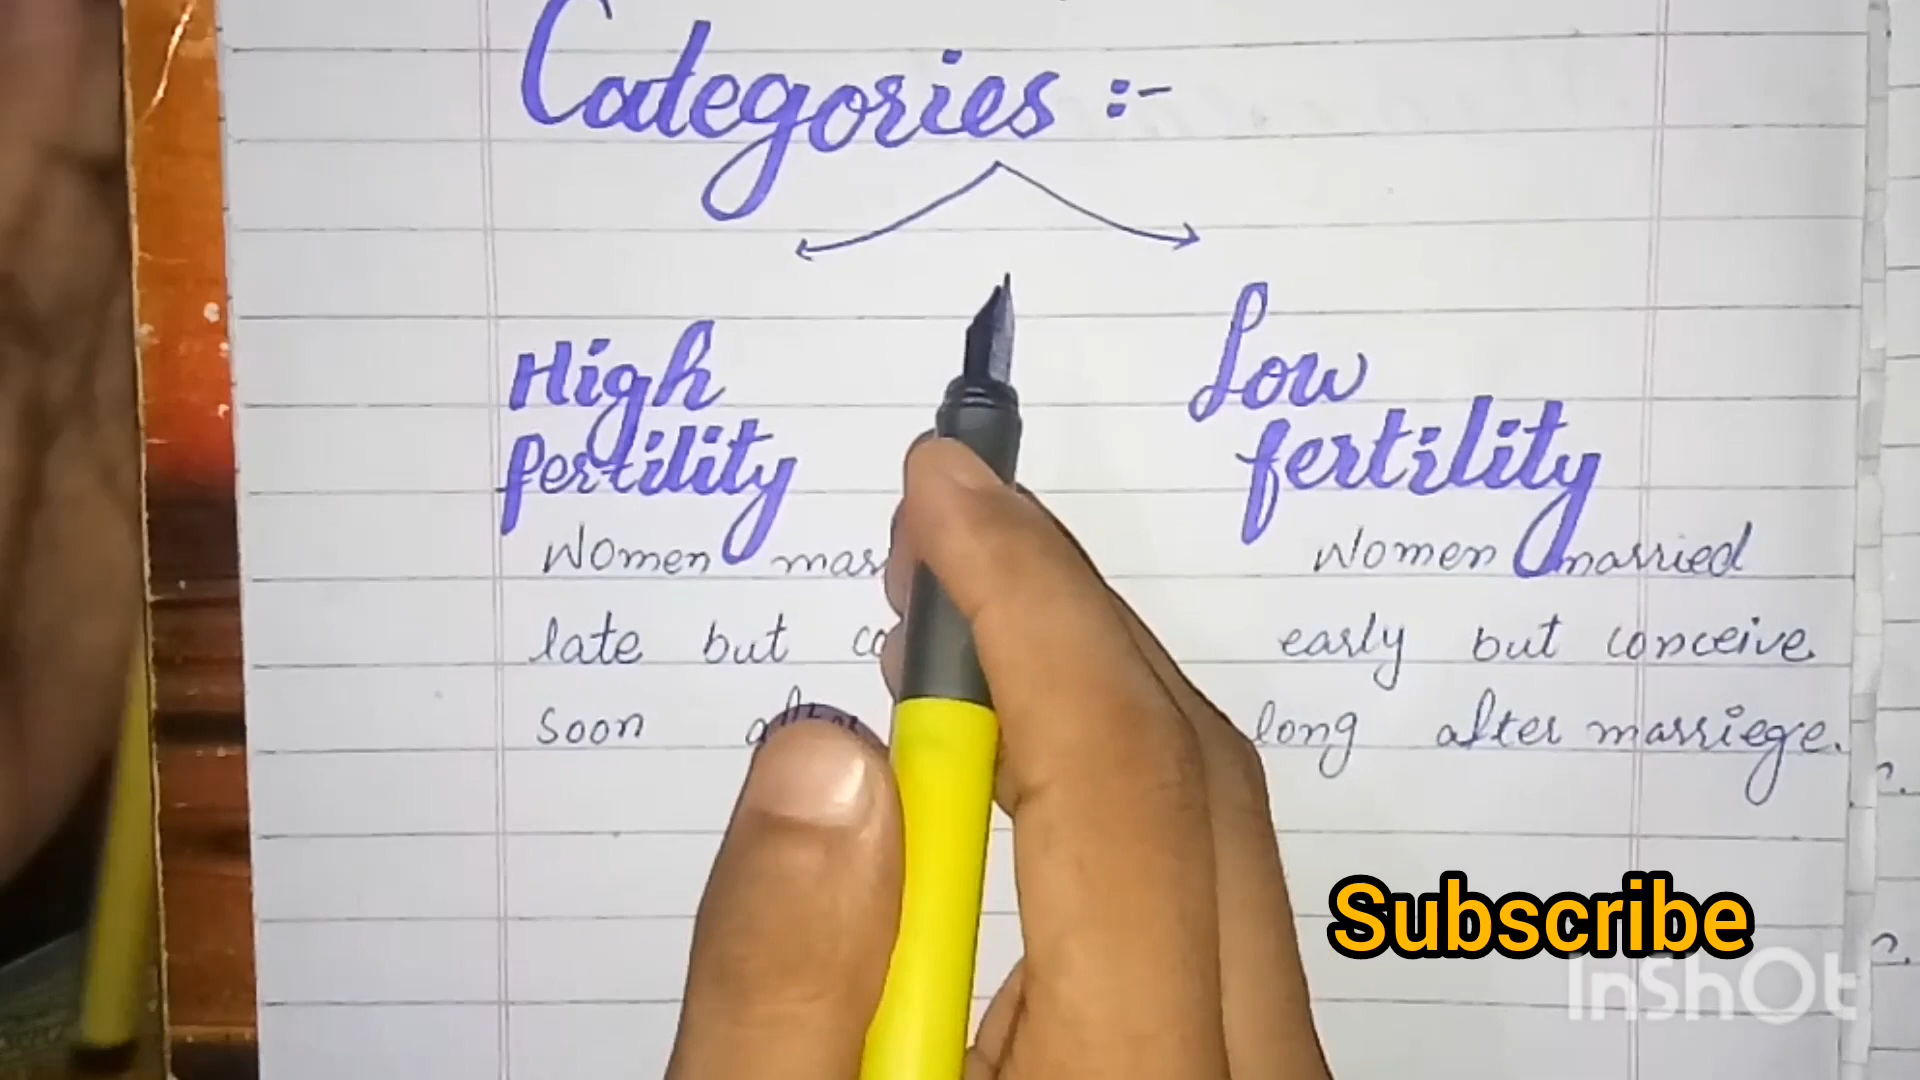 Categories :-
High
fertility
Women
late but
soon
Low
fertility
Women married
early but conceive
long after marriege.
Subscribe
InShOt